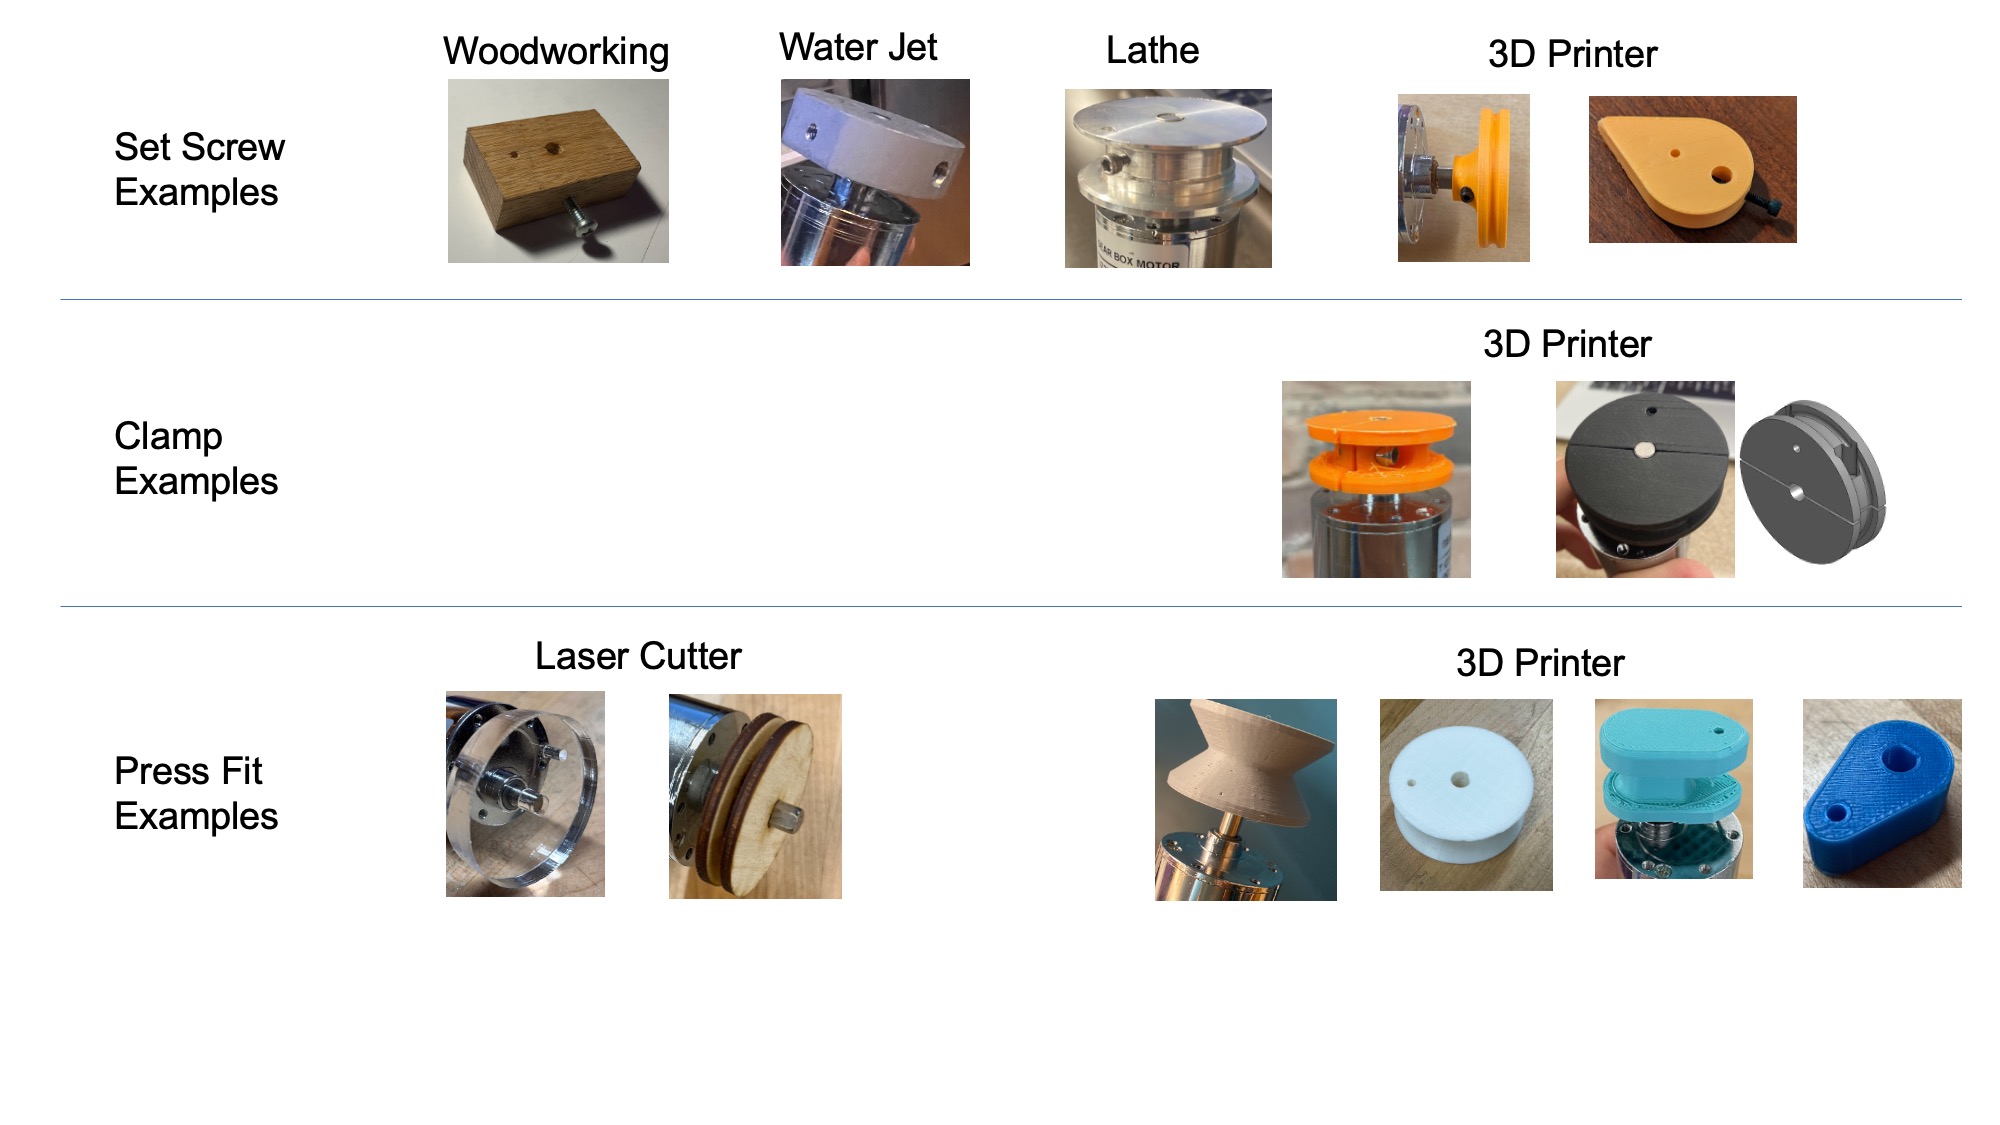 Woodworking
Water Jet
Lathe
3D Printer
Set Screw
Examples
GEAR BOX MOTOR
3D Printer
Clamp
Examples
Laser Cutter
3D Printer
Press Fit
Examples